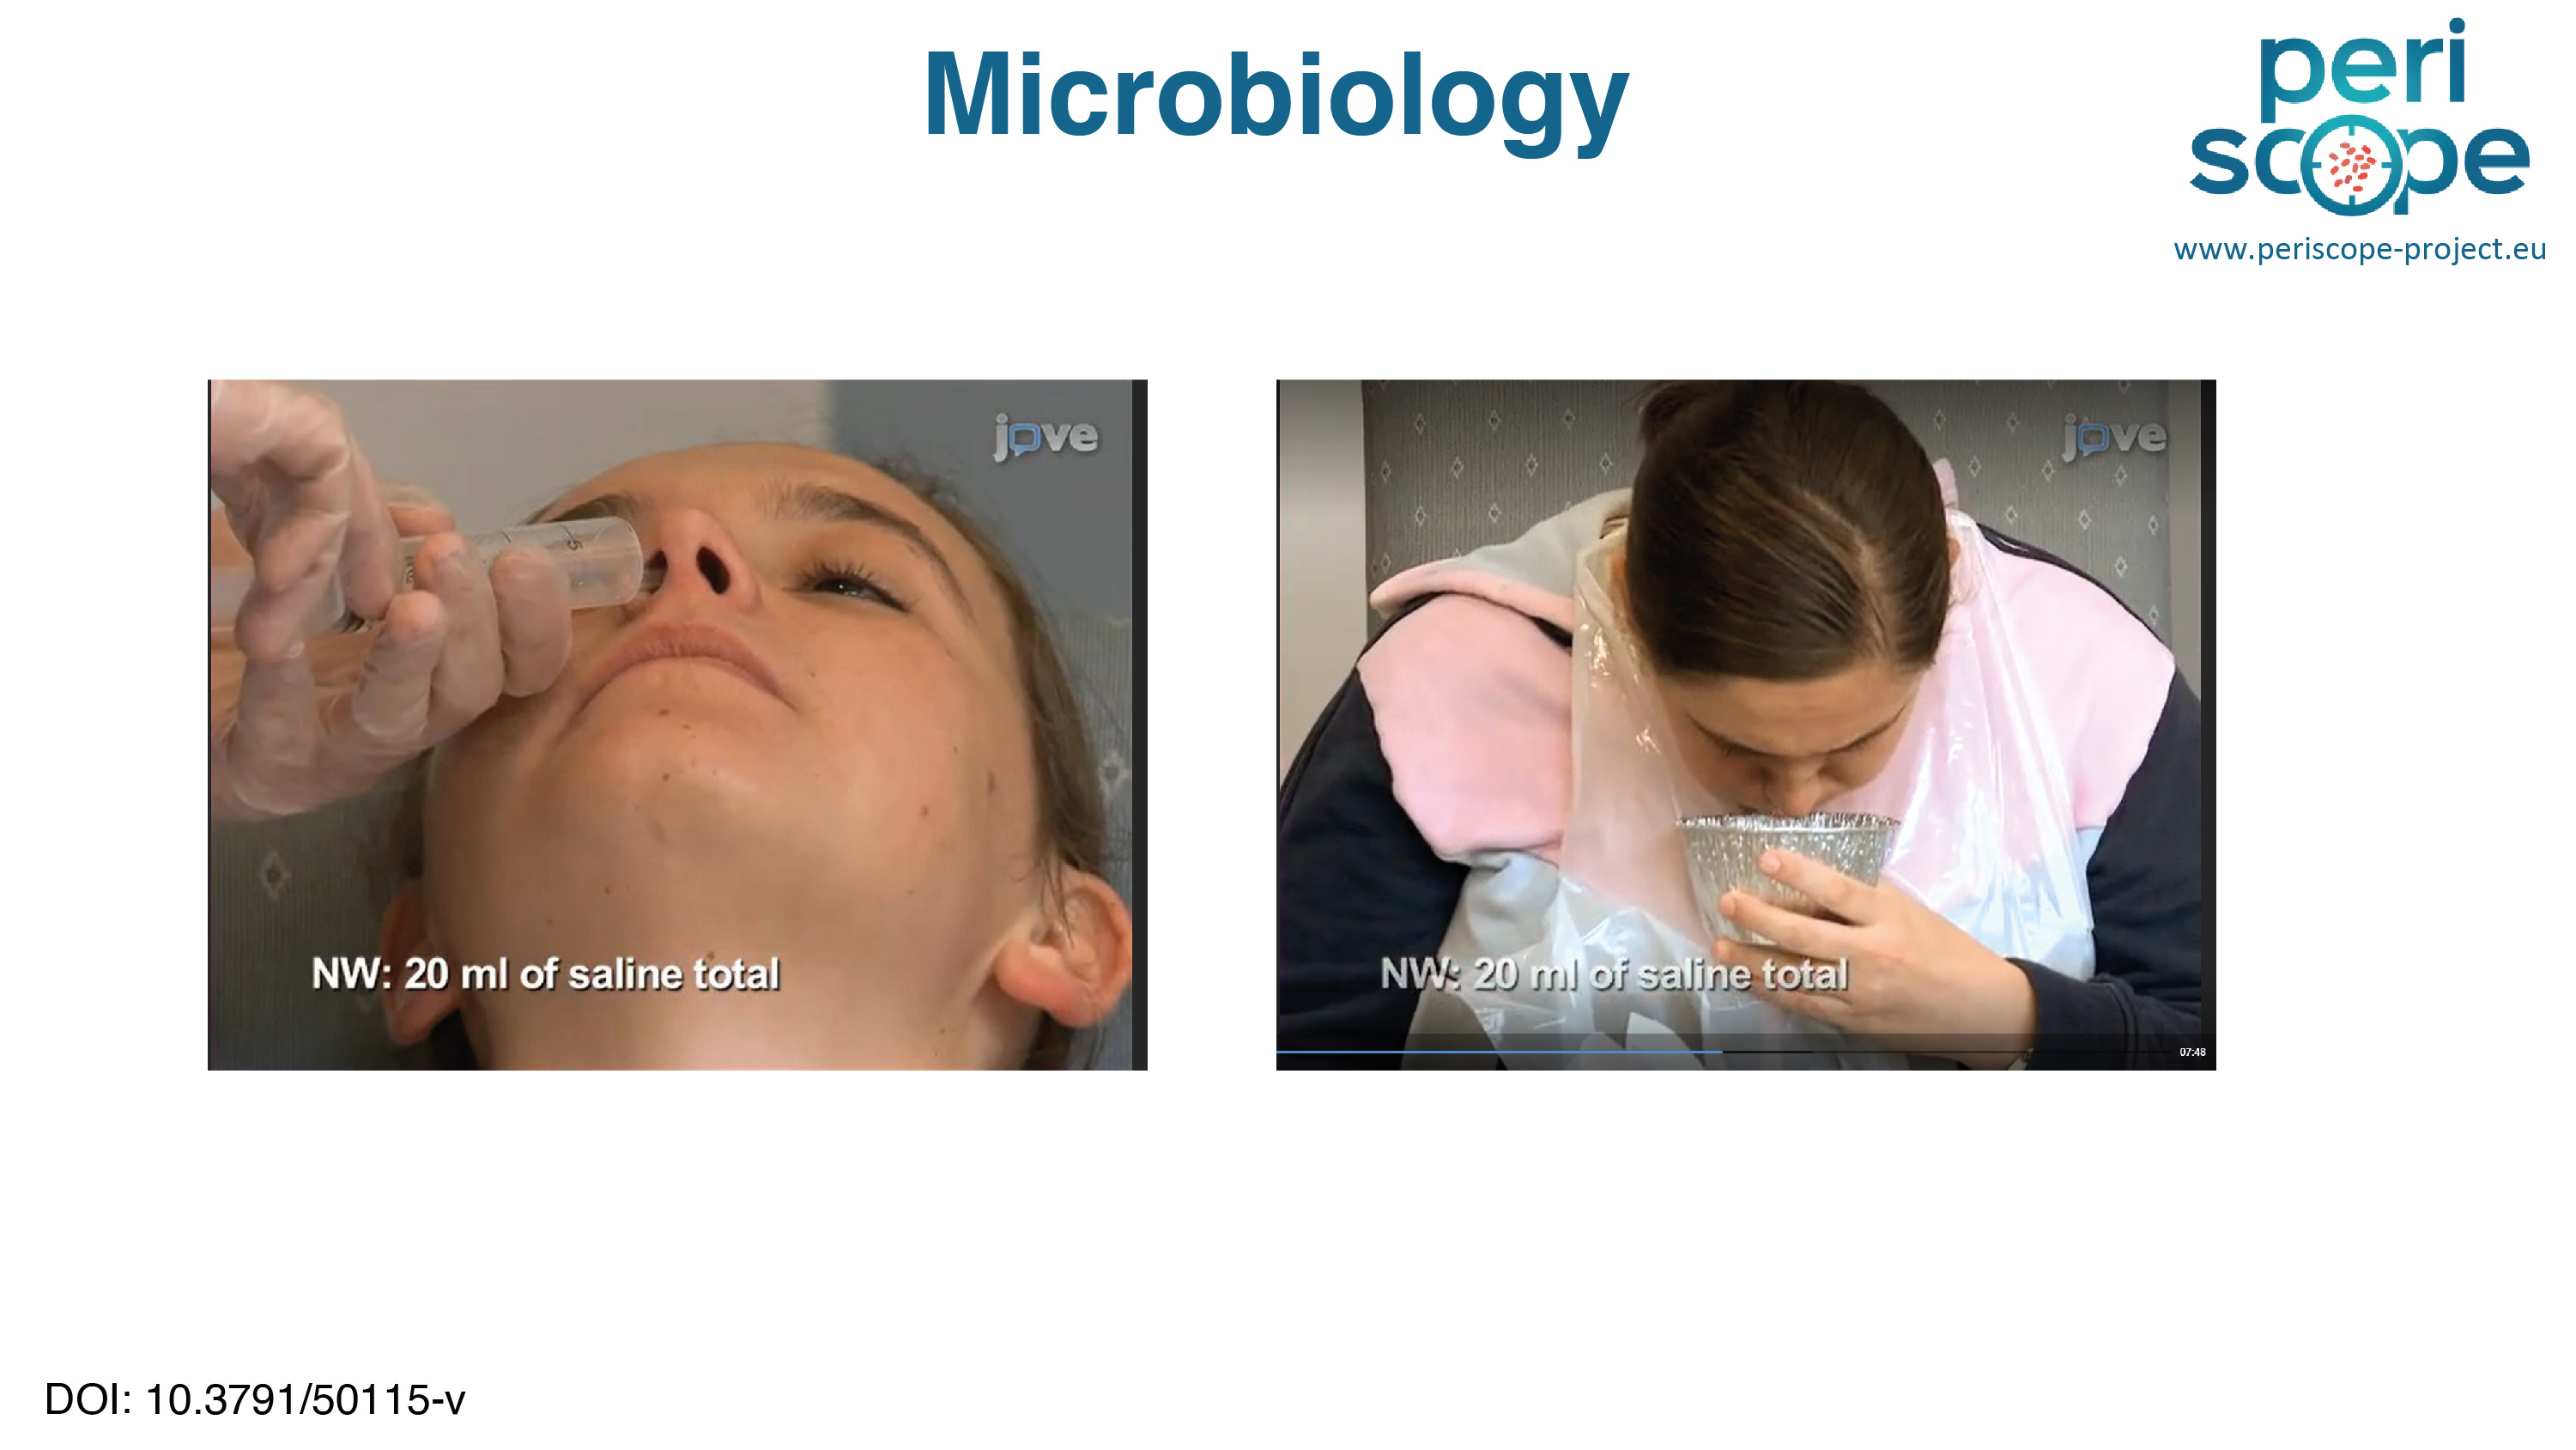 Microbiology
peri
scope
www.periscope-project.eu
jove
5
NW: 20 ml of saline total
jove
NW: 20 ml of saline total
07:48
DOI: 10.3791/50115-v